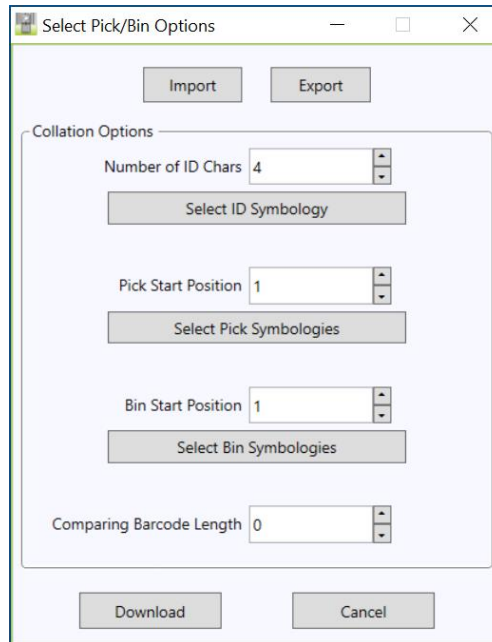 Select Pick/Bin Options
Import Export
Collation Options
Number of ID Chars 4
Select ID Symbology
Pick Start Position 1
Select Pick Symbologies
Bin Start Position 1
Select Bin Symbologies
Comparing Barcode Length 0
Download Cancel